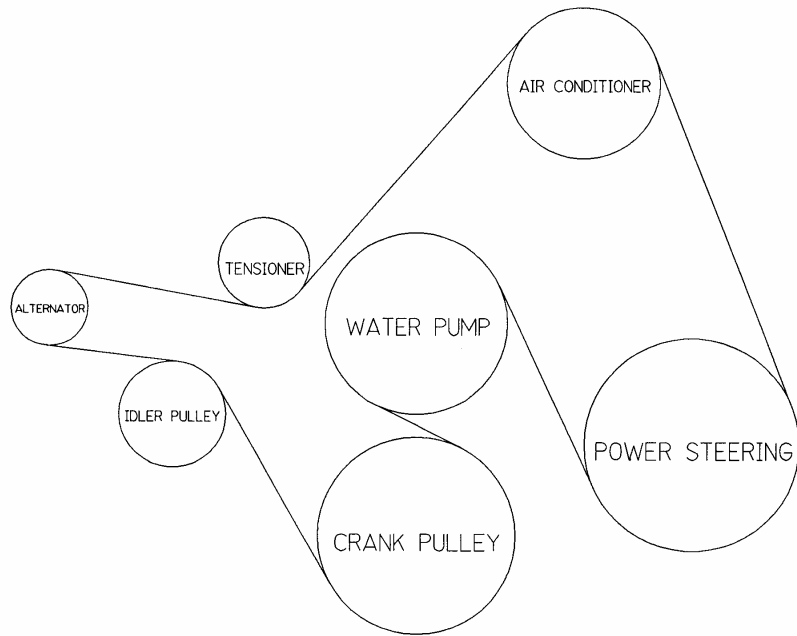 AIR CONDITIONER
TENSIONER
ALTERNATOR
WATER PUMP
IDLER PULLEY
POWER STEERING
CRANK PULLEY